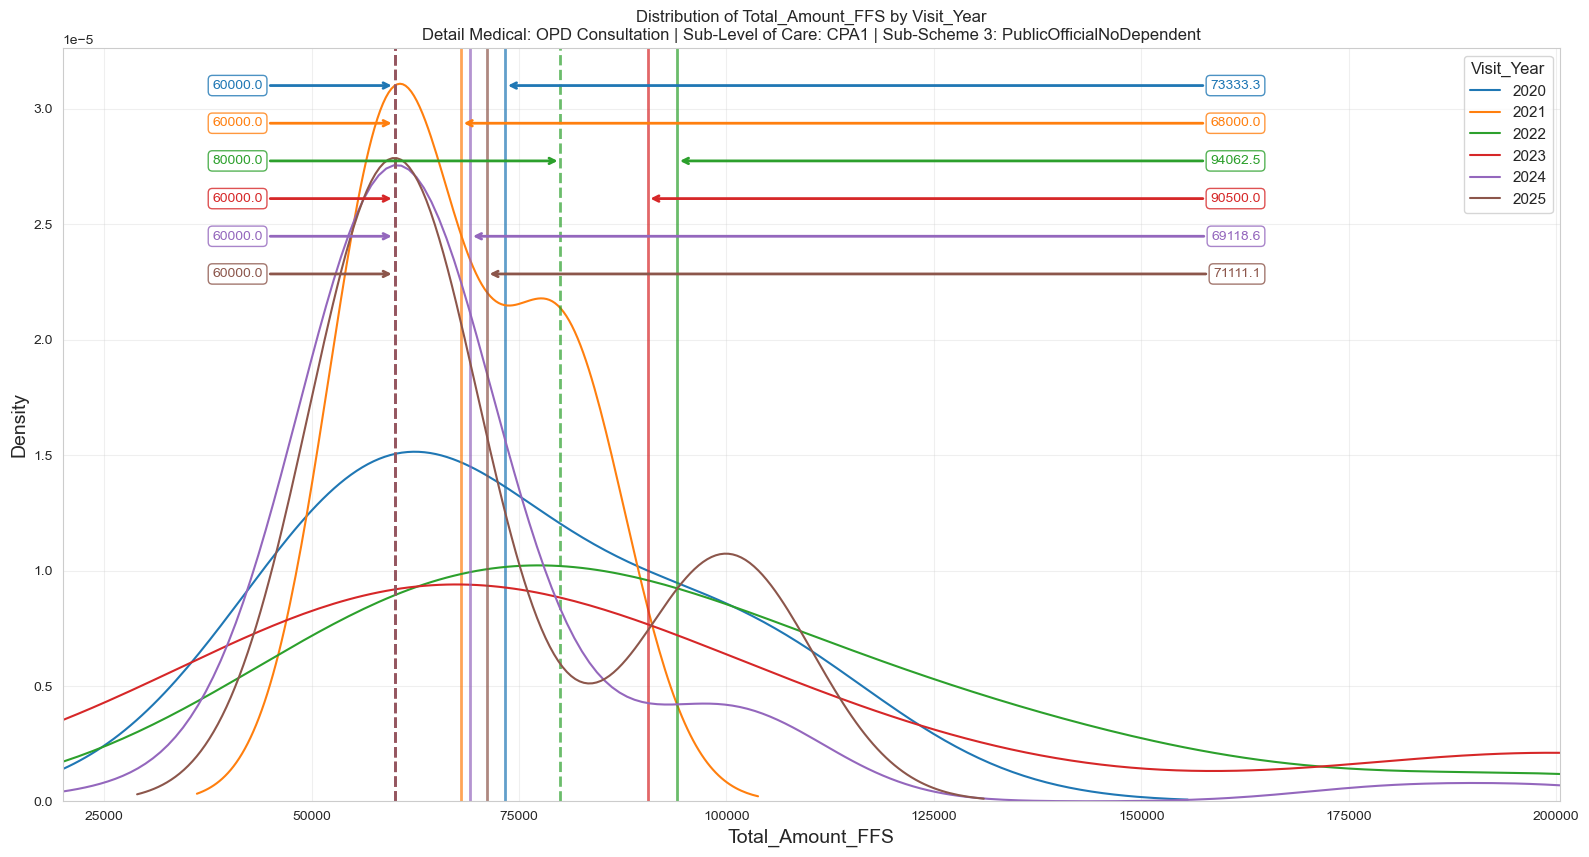 Distribution of Total_Amount_FFS by Visit_Year
Detail Medical: OPD Consultation | Sub-Level of Care: CPA1 | Sub-Scheme 3: PublicOfficialNoDependent
1e−5
Visit_Year
2020
2021
2022
2023
2024
2025
60000.0 73333.3
60000.0 68000.0
80000.0 94062.5
60000.0 90500.0
60000.0 69118.6
60000.0 71111.1
3.0
2.5
2.0
1.5
1.0
0.5
0.0
Density
25000 50000 75000 100000 125000 150000 175000 200000
Total_Amount_FFS